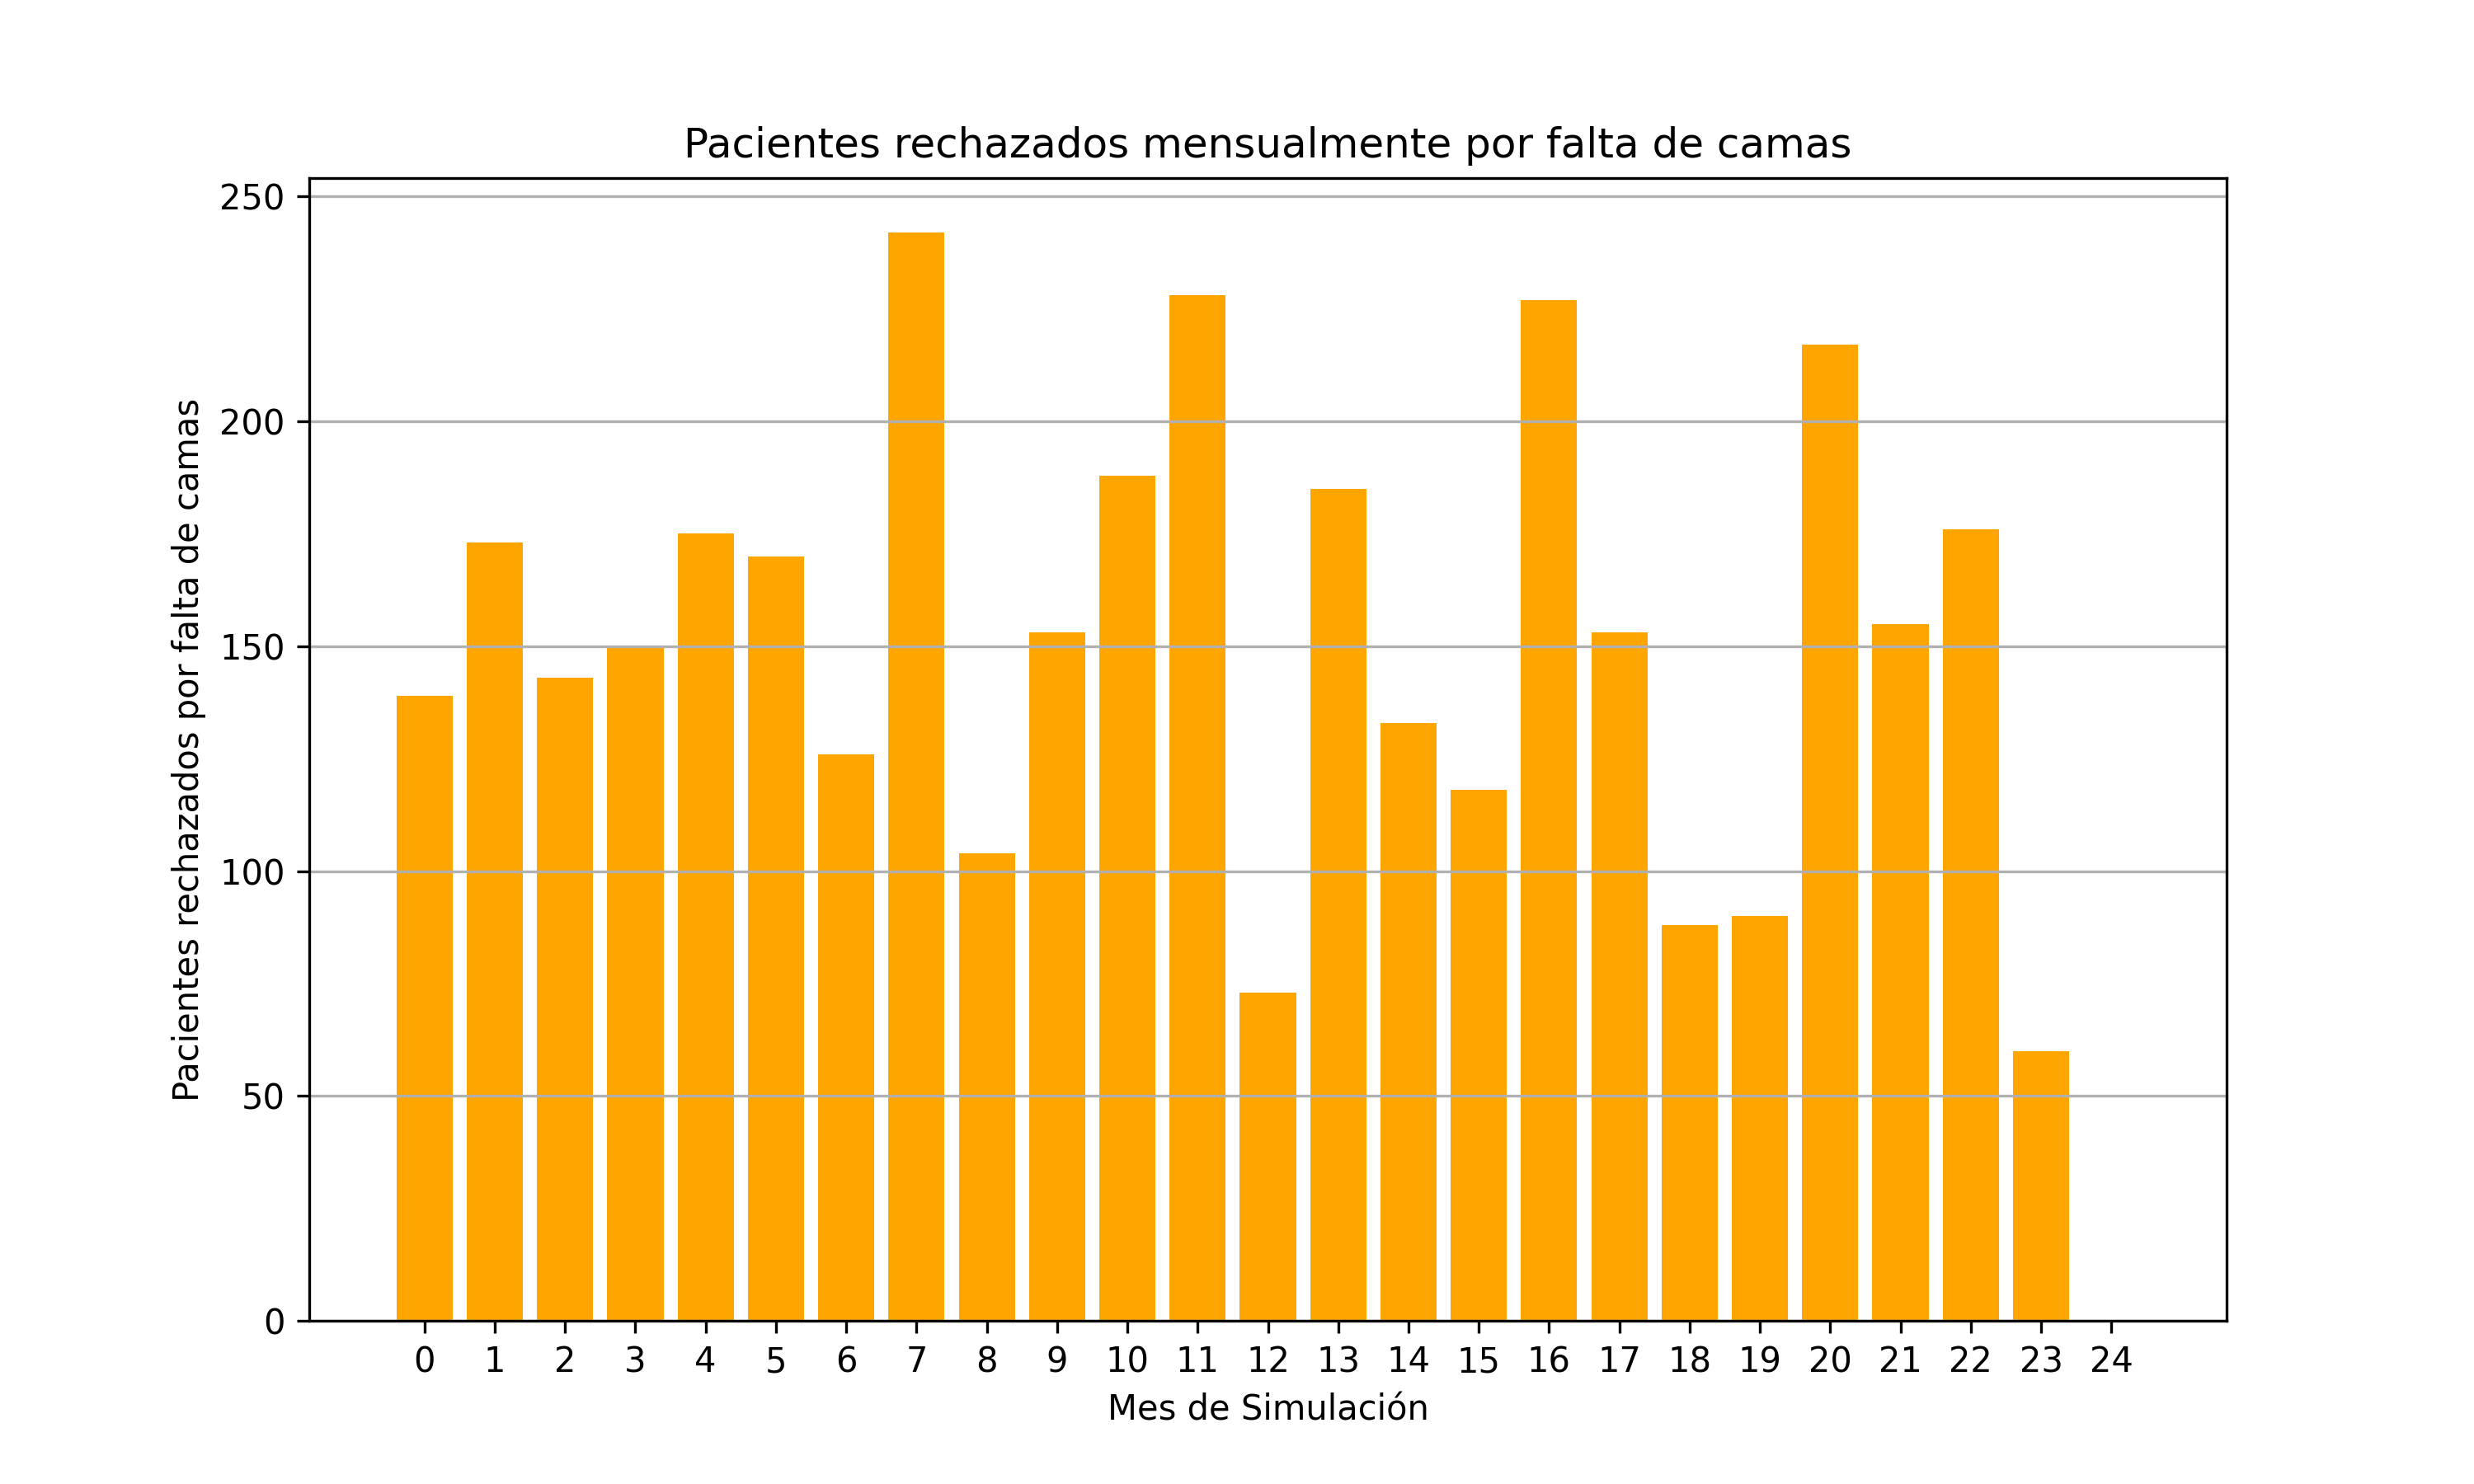 Pacientes rechazados mensualmente por falta de camas
Pacientes rechazados por falta de camas
250
200
150
100
50
0
0 1 2 3 4 5 6 7 8 9 10 11 12 13 14 15 16 17 18 19 20 21 22 23 24
Mes de Simulación